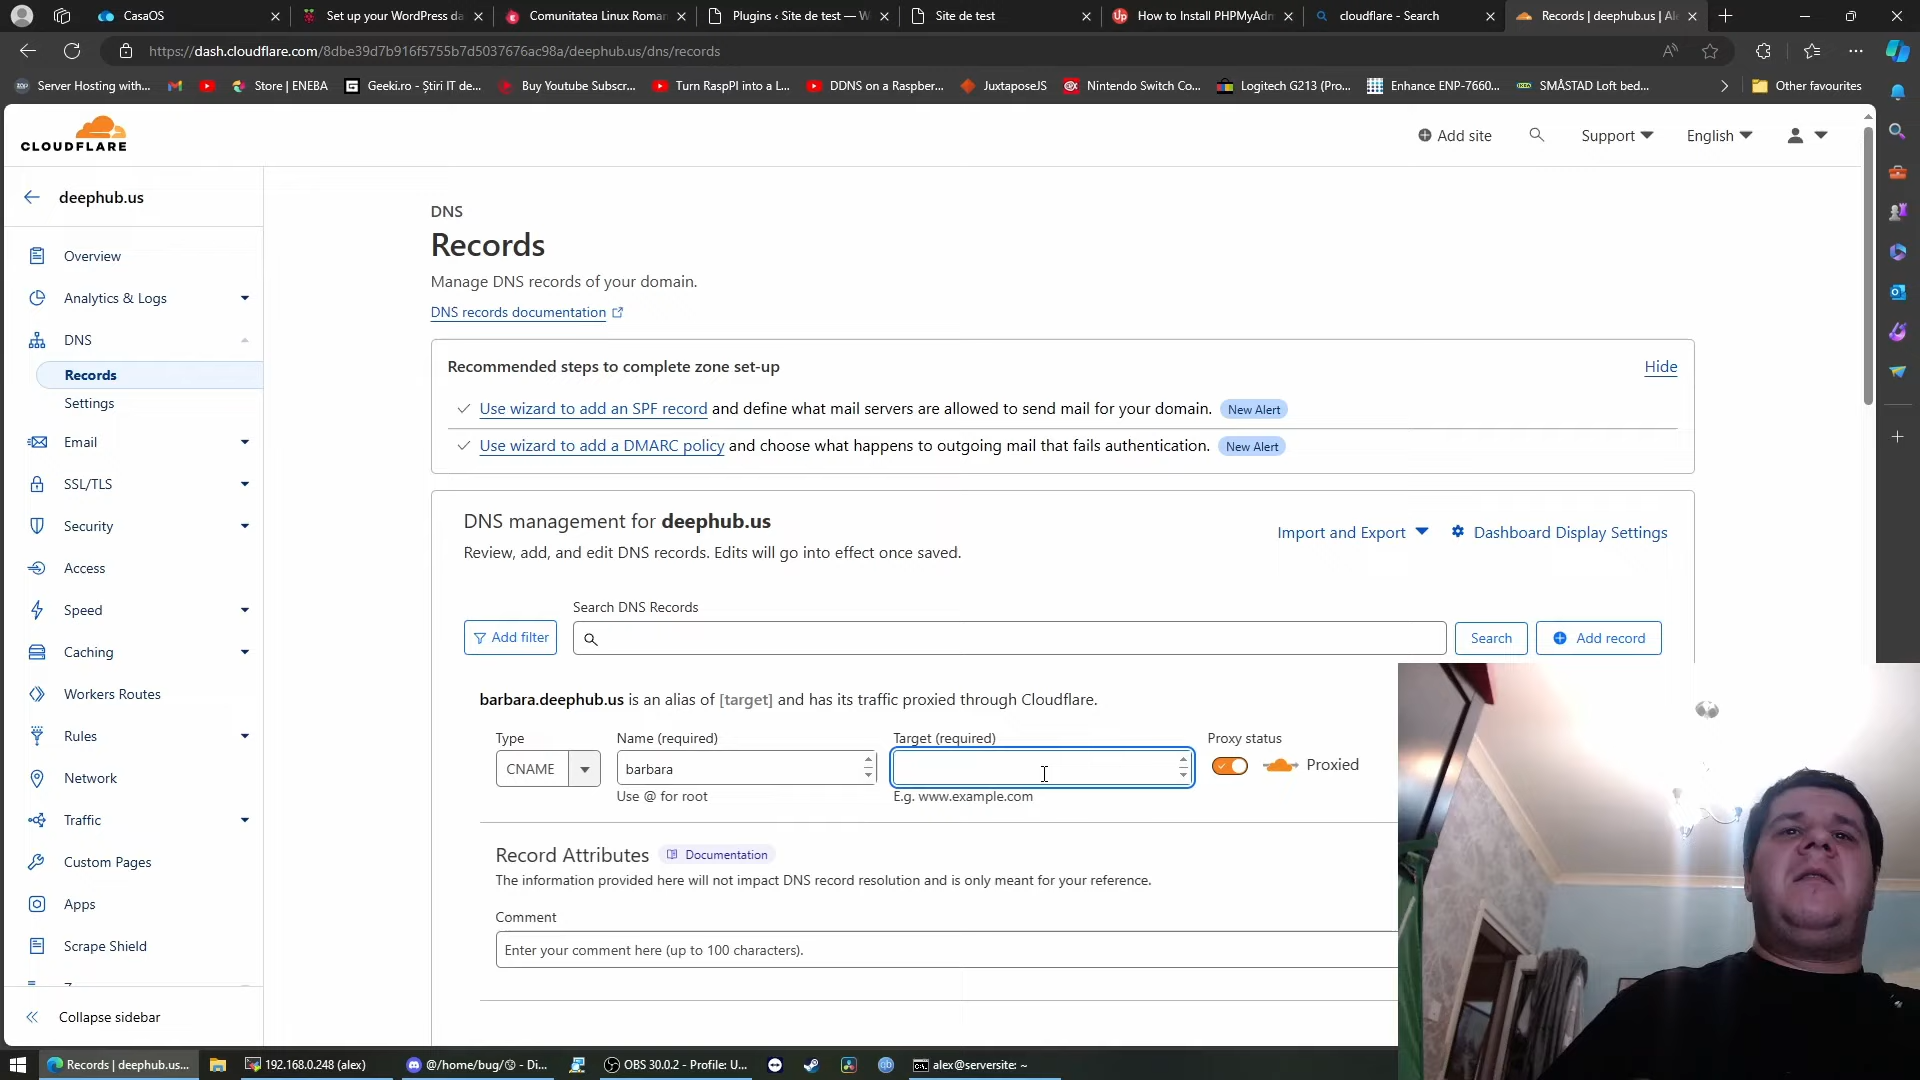 CasaOS
Set up your WordPress da
Comunitatea Linux Roman
Plugins ‹ Site de test — W
Site de test
How to Install PHPMyAdm
cloudflare - Search
Records | deephub.us | Al
https://dash.cloudflare.com/8dbe39d7b916f5755b7d5037676ac98a/deephub.us/dns/records
Server Hosting with...
Store | ENEBA
Geeki.ro - Știri IT de...
Buy Youtube Subscr...
Turn RaspPI into a L...
DDNS on a Raspber...
JuxtaposeJS
Nintendo Switch Co...
Logitech G213 (Pro...
Enhance ENP-7660...
SMÅSTAD Loft bed...
Other favourites
CLOUDFLARE
Add site
Support
English
deephub.us
Overview
Analytics & Logs
DNS
Records
Settings
Email
SSL/TLS
Security
Access
Speed
Caching
Workers Routes
Rules
Network
Traffic
Custom Pages
Apps
Scrape Shield
Collapse sidebar
DNS
Records
Manage DNS records of your domain.
DNS records documentation
Recommended steps to complete zone set-up
Hide
Use wizard to add an SPF record and define what mail servers are allowed to send mail for your domain. New Alert
Use wizard to add a DMARC policy and choose what happens to outgoing mail that fails authentication. New Alert
DNS management for deephub.us
Review, add, and edit DNS records. Edits will go into effect once saved.
Import and Export
Dashboard Display Settings
Search DNS Records
Add filter
Search
Add record
barbara.deephub.us is an alias of [target] and has its traffic proxied through Cloudflare.
Type
Name (required)
Target (required)
Proxy status
CNAME
barbara
Proxied
Use @ for root
E.g. www.example.com
Record Attributes
Documentation
The information provided here will not impact DNS record resolution and is only meant for your reference.
Comment
Enter your comment here (up to 100 characters).
Records | deephub.us...
192.168.0.248 (alex)
OBS 30.0.2 - Profile: U...
alex@serversite: ~